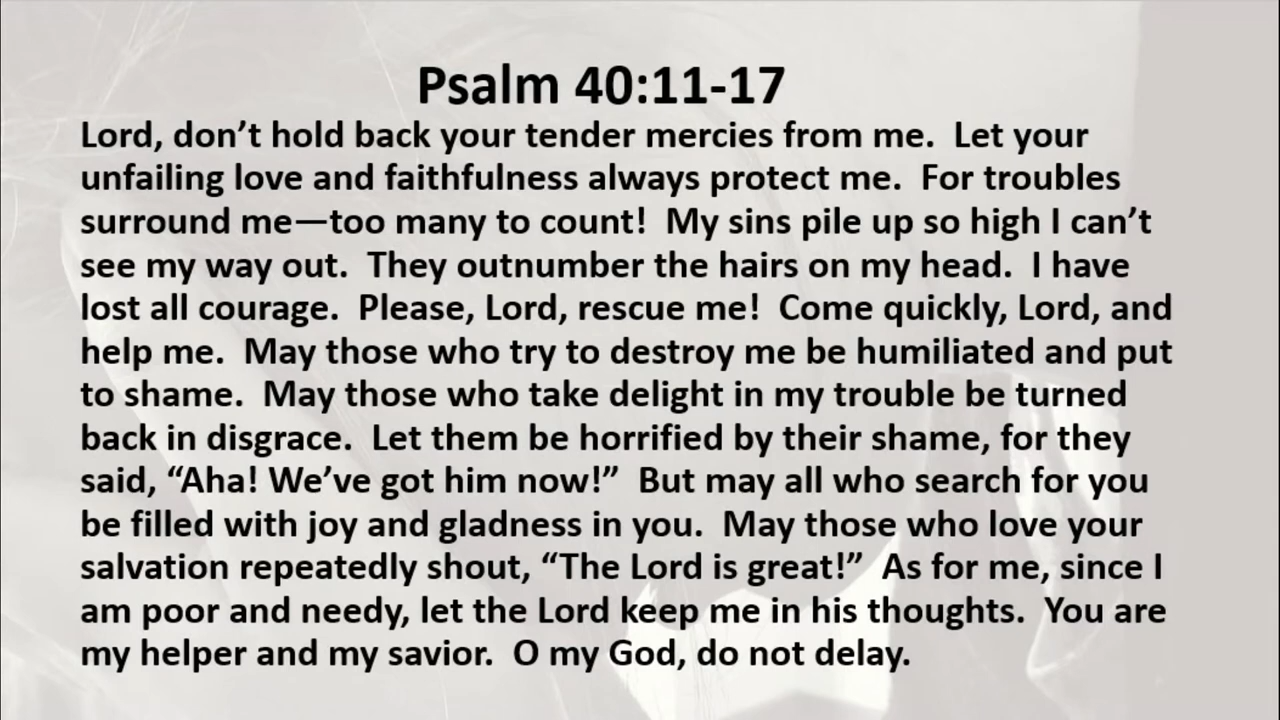 Psalm 40:11-17
Lord, don’t hold back your tender mercies from me.  Let your
unfailing love and faithfulness always protect me.  For troubles
surround me—too many to count!  My sins pile up so high I can’t
see my way out.  They outnumber the hairs on my head.  I have
lost all courage.  Please, Lord, rescue me!  Come quickly, Lord, and
help me.  May those who try to destroy me be humiliated and put
to shame.  May those who take delight in my trouble be turned
back in disgrace.  Let them be horrified by their shame, for they
said, “Aha! We’ve got him now!”  But may all who search for you
be filled with joy and gladness in you.  May those who love your
salvation repeatedly shout, “The Lord is great!”  As for me, since I
am poor and needy, let the Lord keep me in his thoughts.  You are
my helper and my savior.  O my God, do not delay.